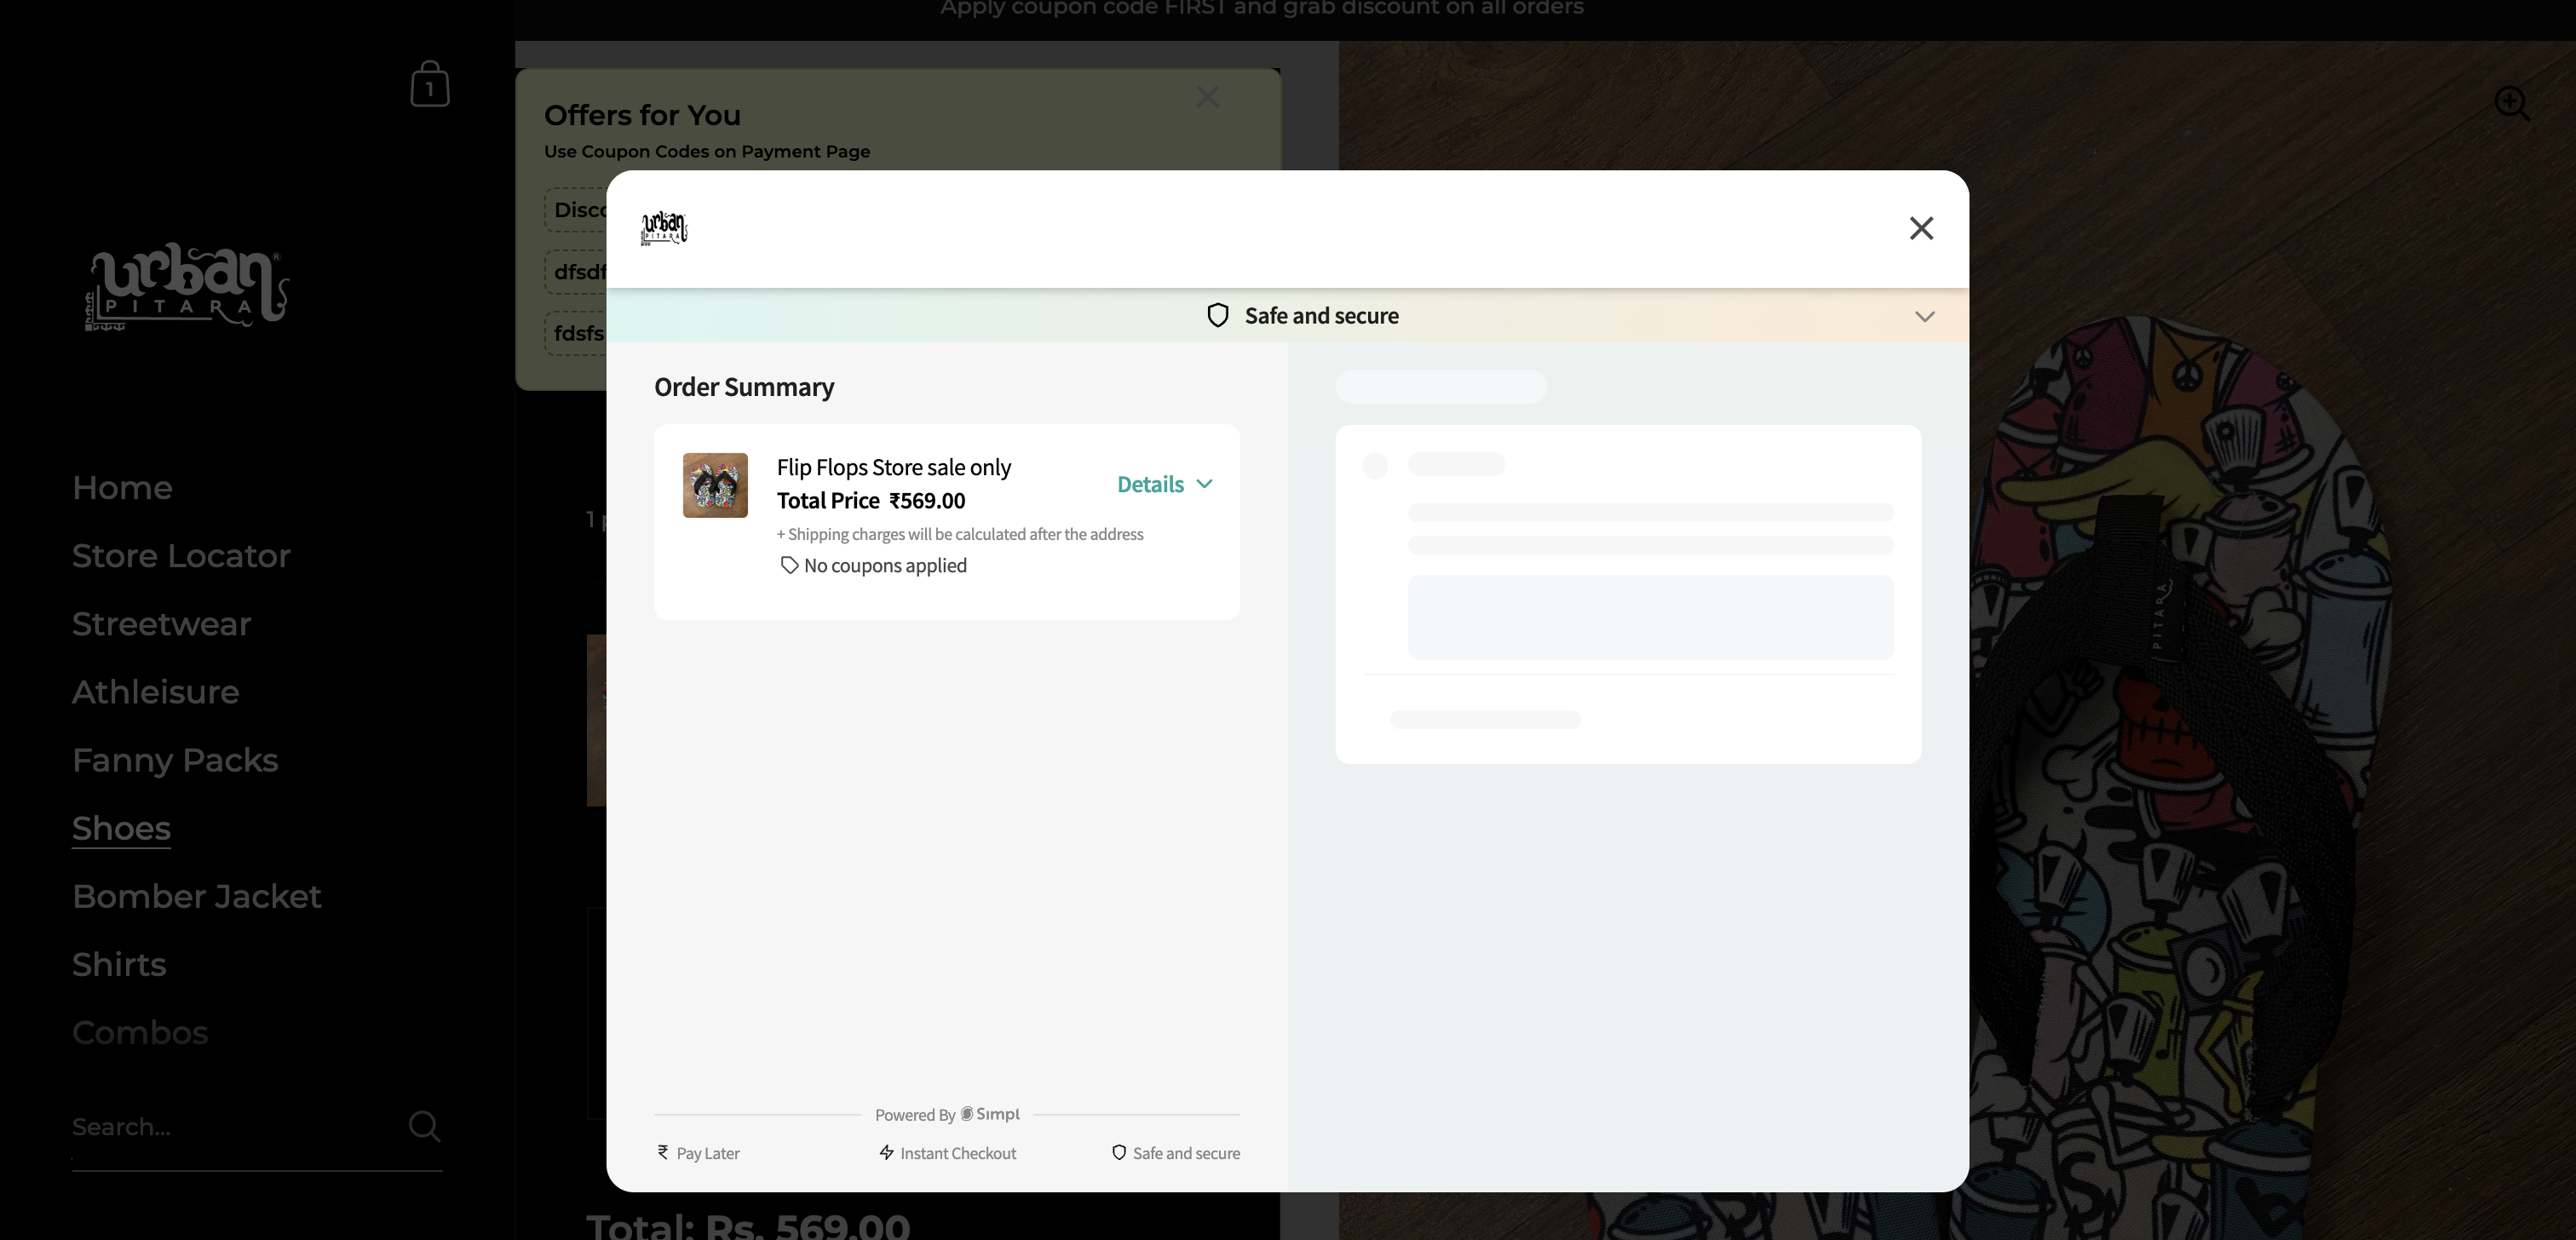 Apply coupon code FIRST and grab discount on all orders
1
urban
PITARA
Home
Store Locator
Streetwear
Athleisure
Fanny Packs
Shoes
Bomber Jacket
Shirts
Combos
Search...
Offers for You
Use Coupon Codes on Payment Page
Disco
dfsdf
fdsfs
1 p
Total: Rs. 569.00
urban
PITARA
Safe and secure
Order Summary
Flip Flops Store sale only
Total Price ₹569.00
Details
+ Shipping charges will be calculated after the address
No coupons applied
Powered By Simpl
₹ Pay Later
Instant Checkout
Safe and secure
PITARA